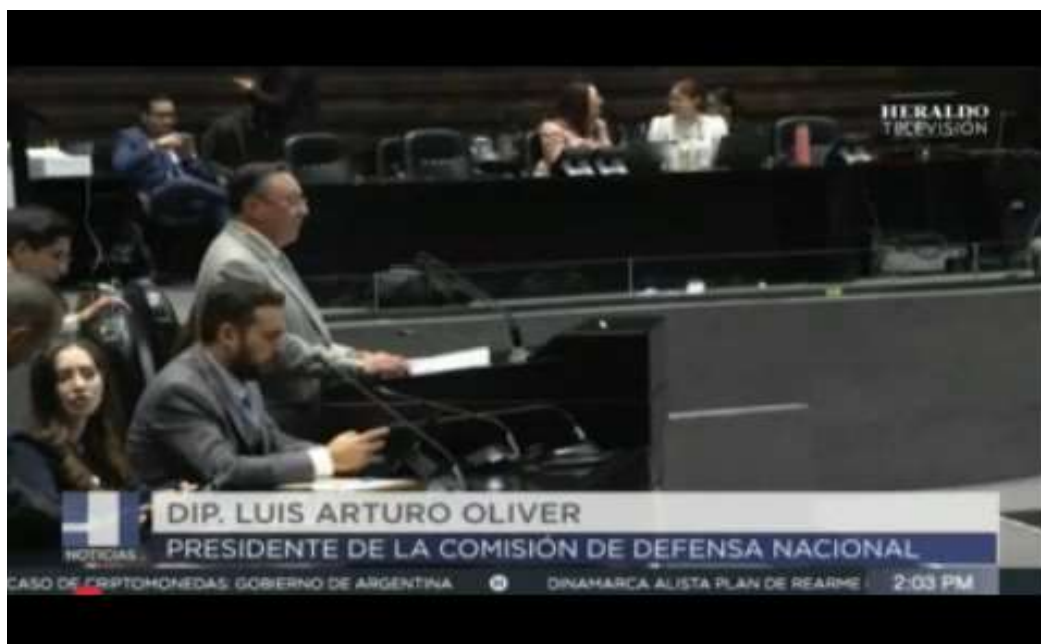 HERALDO
TELEVISIÓN
DIP. LUIS ARTURO OLIVER
NOTICIAS
PRESIDENTE DE LA COMISIÓN DE DEFENSA NACIONAL
CASO DE CRIPTOMONEDAS: GOBIERNO DE ARGENTINA
DINAMARCA ALISTA PLAN DE REARME
2:03 PM